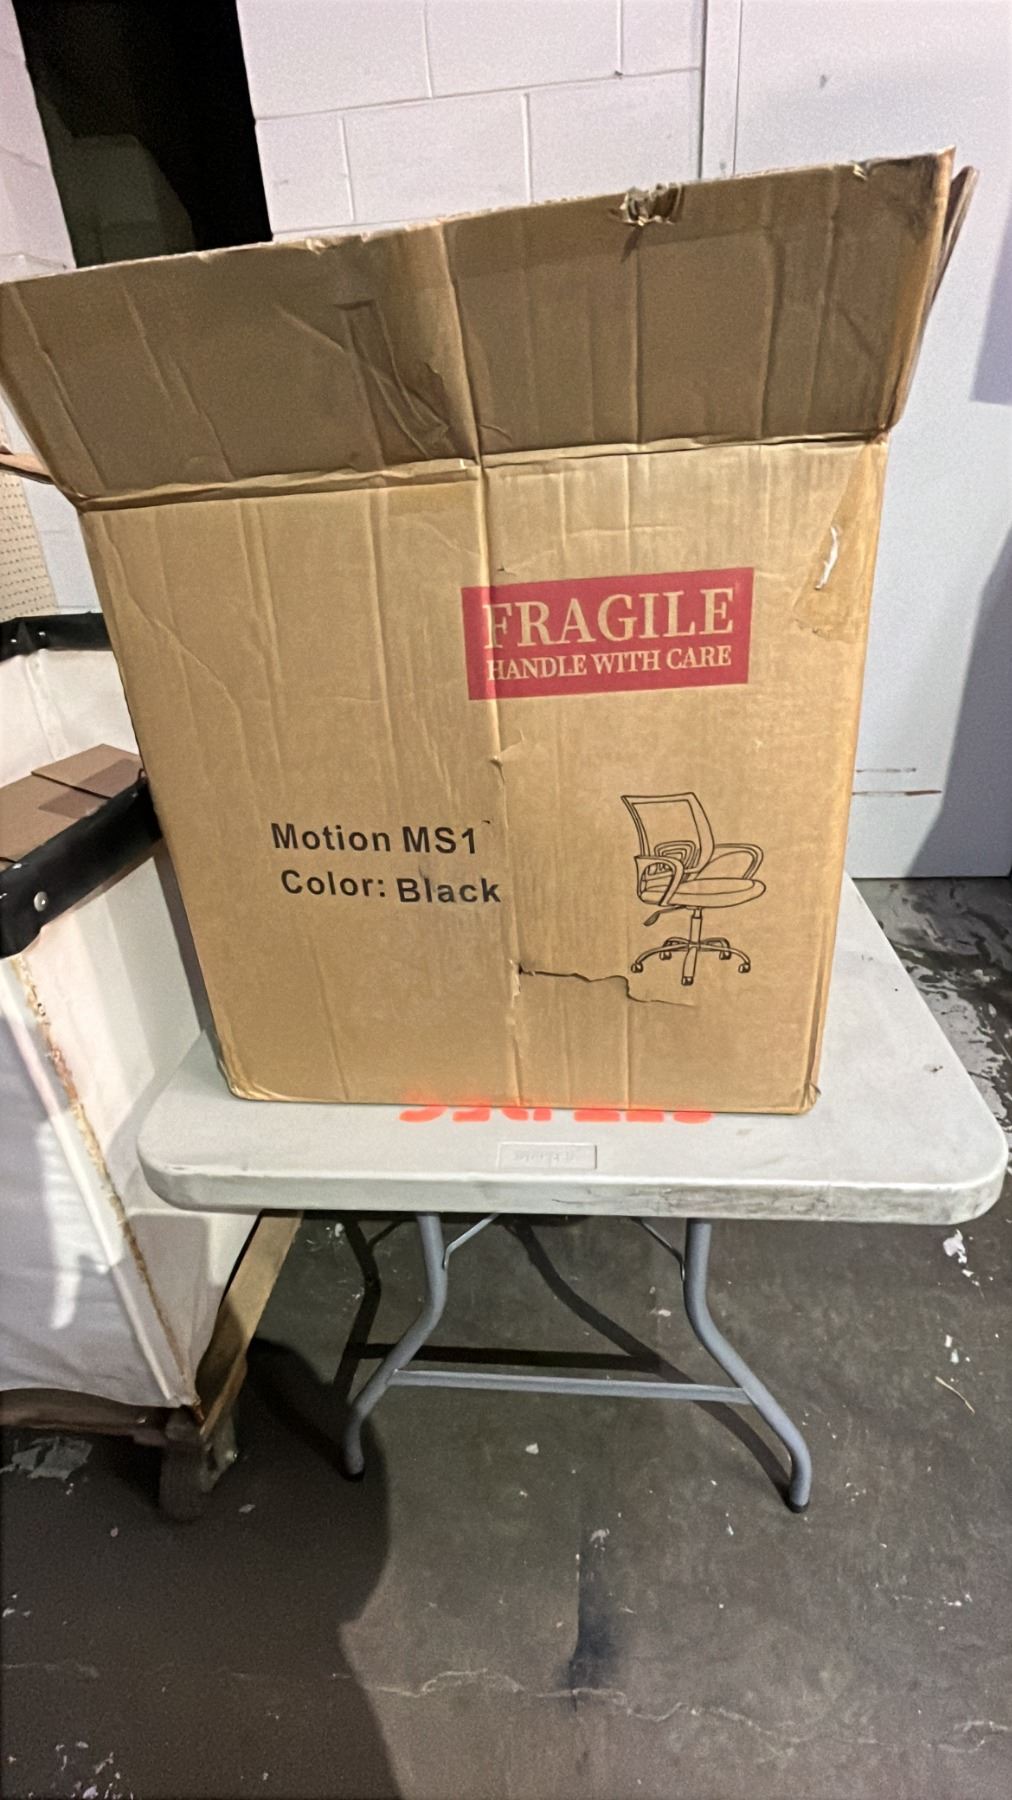 FRAGILE
HANDLE WITH CARE
Motion MS1
Color: Black